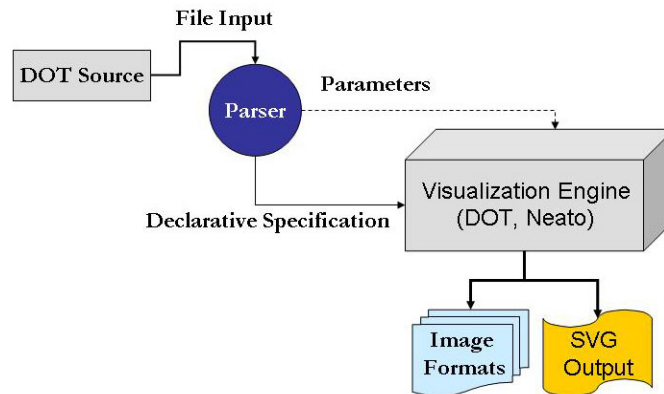 File Input
DOT Source
Parser
Parameters
Visualization Engine
(DOT, Neato)
Declarative Specification
Image
Formats
SVG
Output